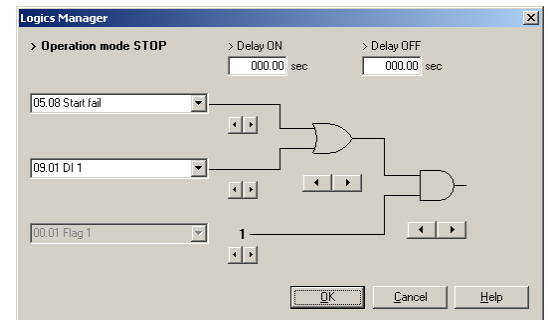 Logics Manager
> Operation mode STOP
> Delay ON
> Delay OFF
000.00 sec
000.00 sec
05.08 Start fail
09.01 DI 1
00.01 Flag 1
1
OK
Cancel
Help